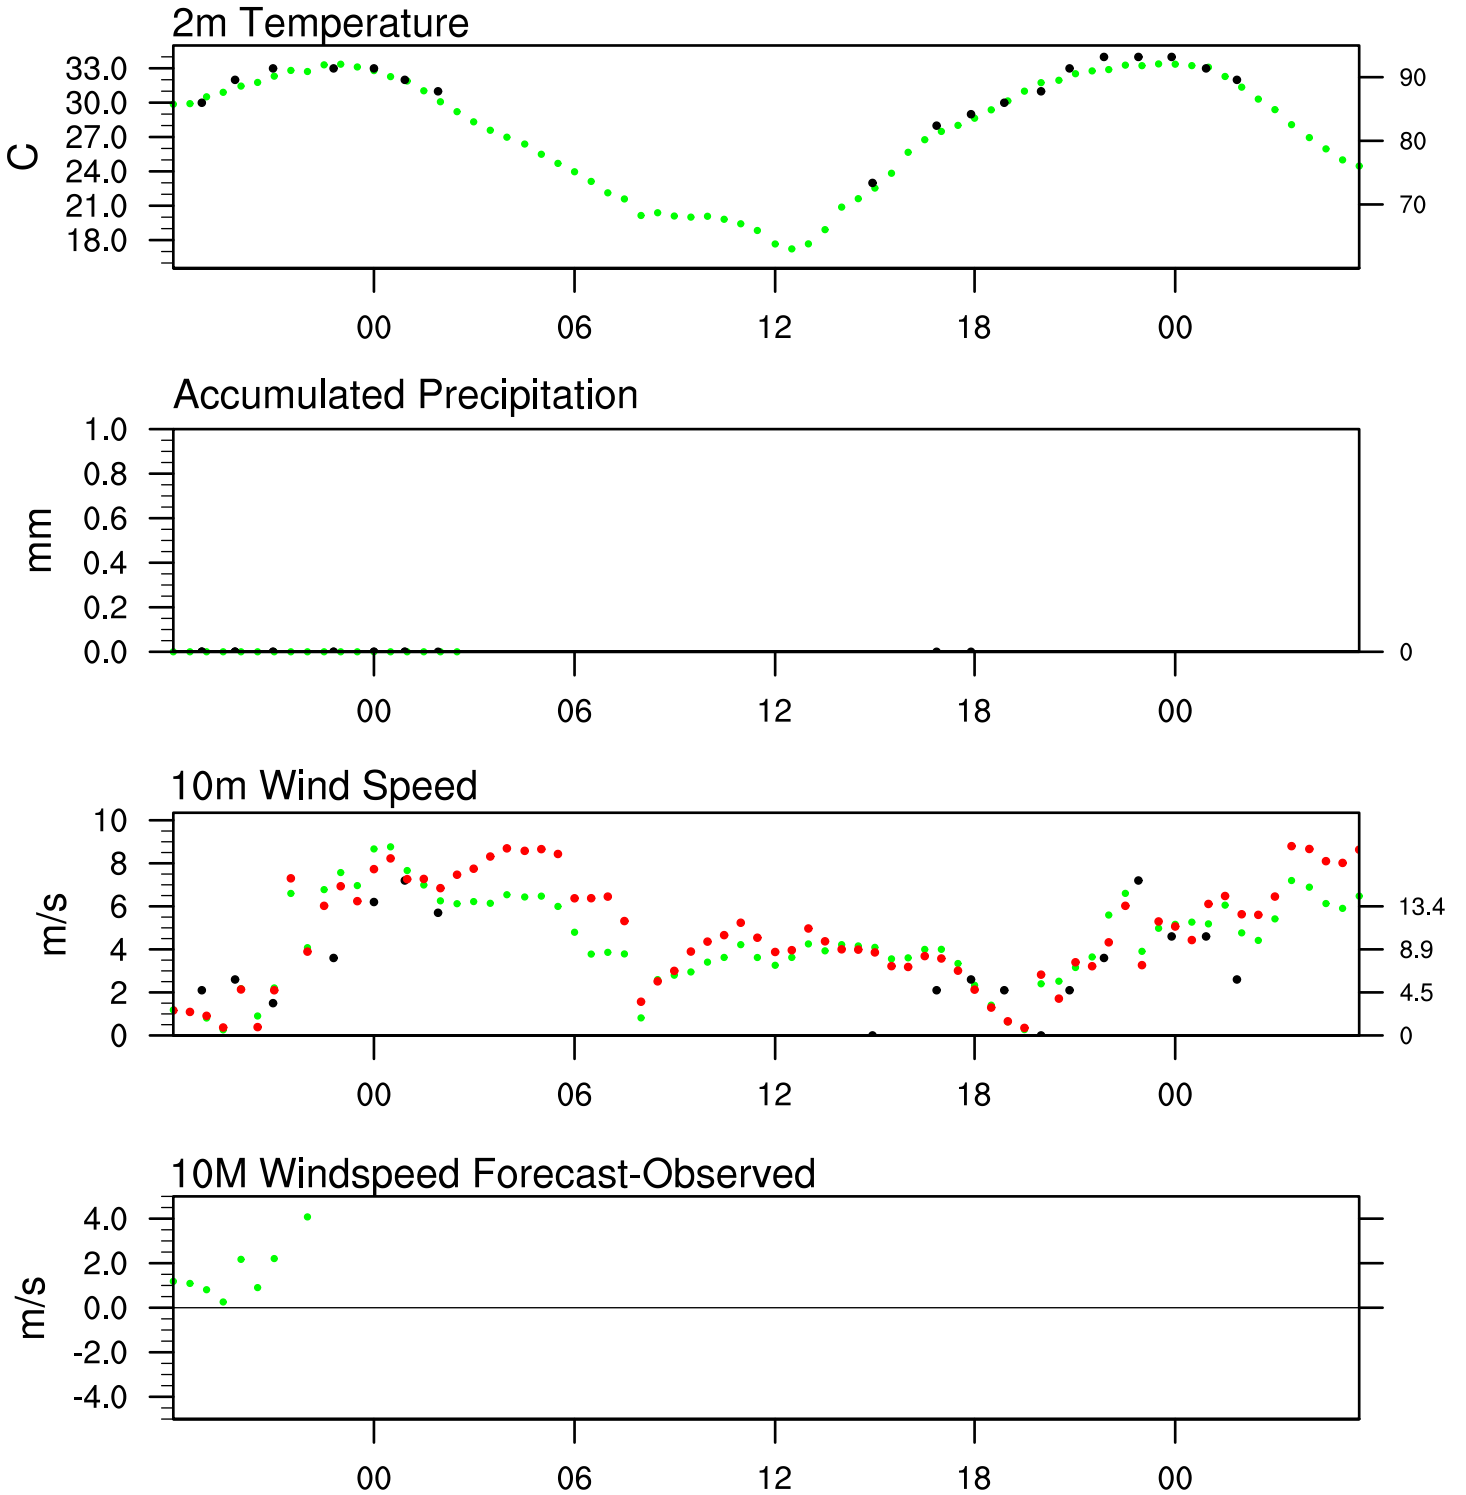 2m Temperature
33.0
30.0
27.0
24.0
21.0
18.0
C
90
80
70
00 06 12 18 00
Accumulated Precipitation
1.0
0.8
0.6
0.4
0.2
0.0
mm
0
00 06 12 18 00
10m Wind Speed
10
8
6
4
2
0
m/s
13.4
8.9
4.5
0
00 06 12 18 00
10M Windspeed Forecast-Observed
4.0
2.0
0.0
-2.0
-4.0
m/s
00 06 12 18 00